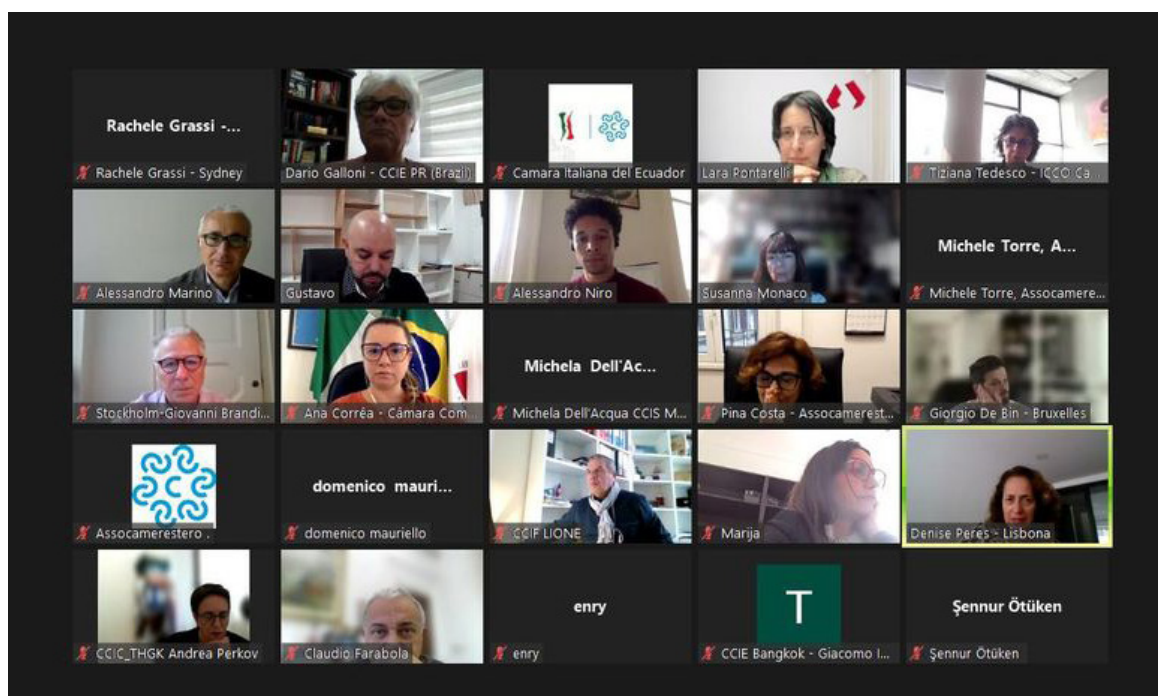 Rachele Grassi -...
Rachele Grassi - Sydney
Dario Galloni - CCIE PR (Brazil)
Camara Italiana del Ecuador
Lara Pontarelli
Tiziana Tedesco - ICCO Ca...
Alessandro Marino
Gustavo
Alessandro Niro
Susanna Monaco
Michele Torre, A...
Michele Torre, Assocamere...
Stockholm-Giovanni Brandi...
Ana Corrêa - Câmara Com...
Michela Dell'Ac...
Michela Dell'Acqua CCIS M...
Pina Costa - Assocamerest...
Giorgio De Bin - Bruxelles
C
Assocamerestero .
domenico mauri...
domenico mauriello
CCIF LIONE
Marija
Denise Peres - Lisbona
CCIC_THGK Andrea Perkov
Claudio Farabola
enry
enry
T
CCIE Bangkok - Giacomo I...
Şennur Ötüken
Şennur Ötüken